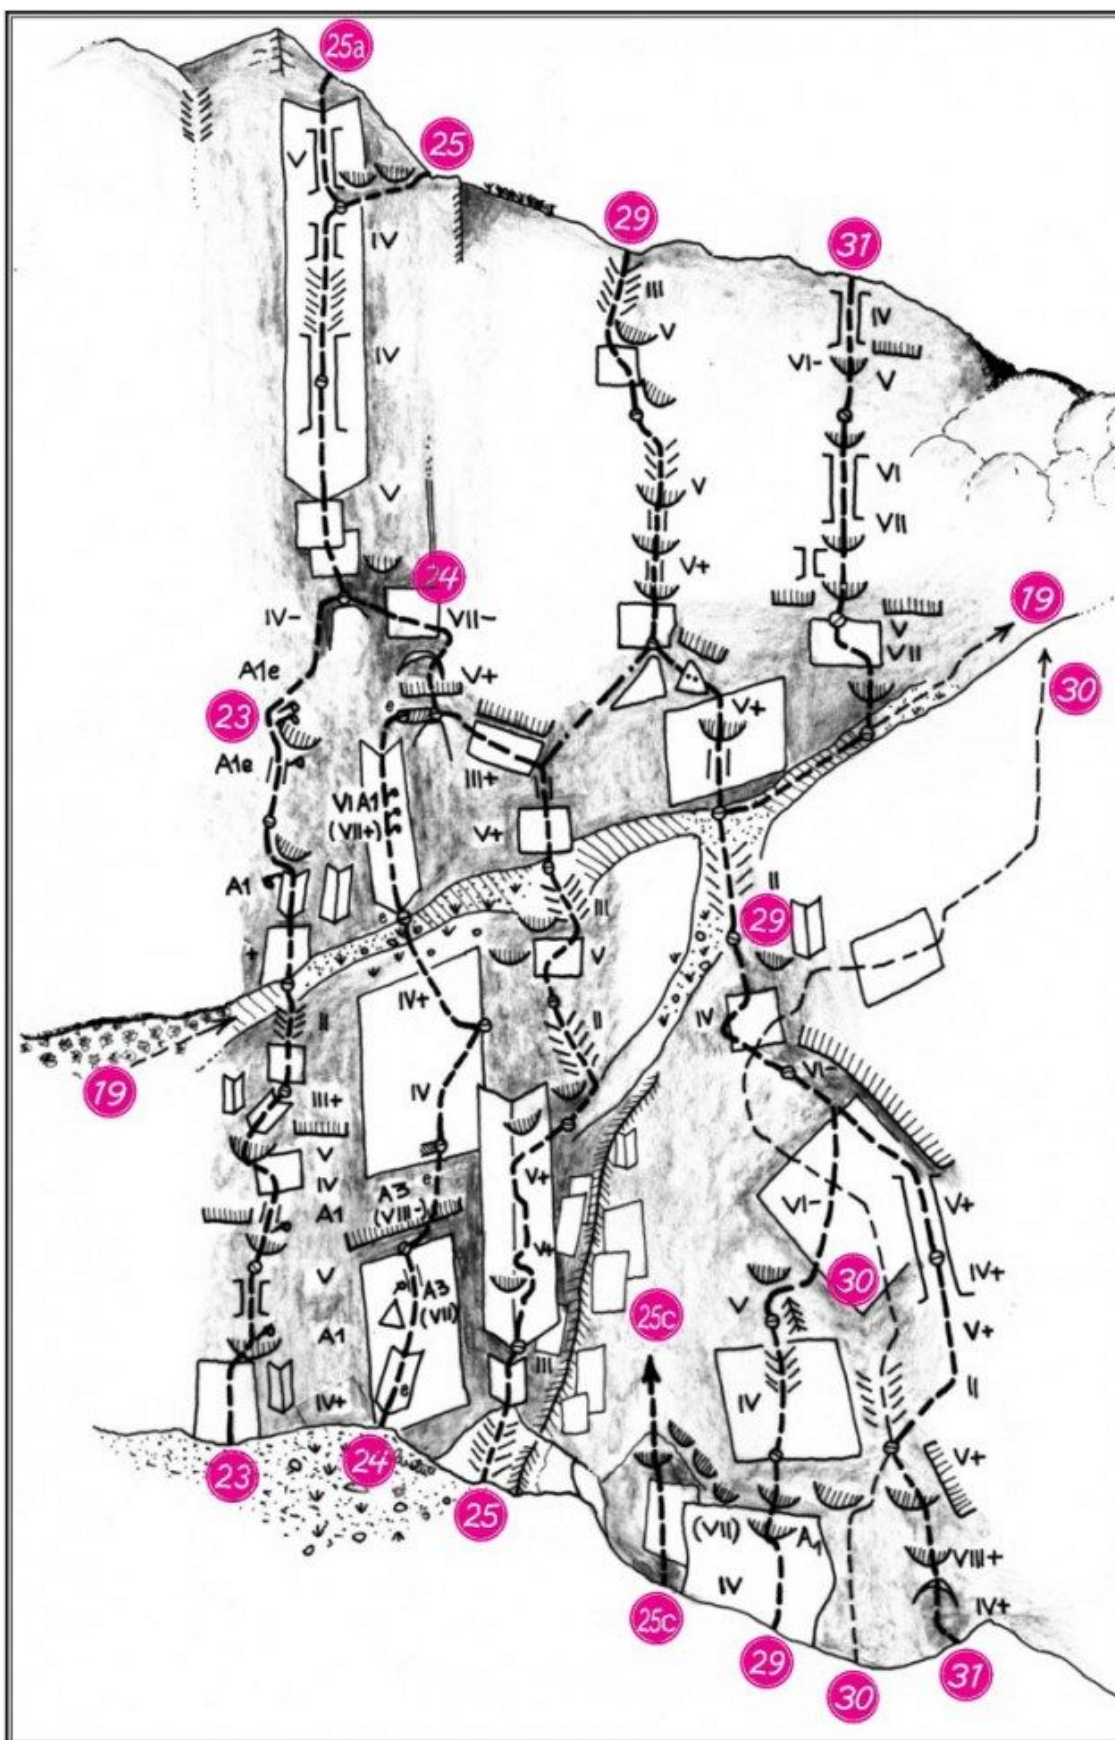 25a
25
V
29
31
IV
III
IV
V
VI-
V
IV
VI
V
VII
V
V+
24
19
IV-
VII-
V
VII
A1e
V+
30
23
e
V+
A1e
III+
VI A1
(VII+)
V+
A1
II
e
III
29
+
V
IV+
II
IV
II
VI-
19
III+
IV
V
V+
V+
IV
e
A3
(VIII-)
VI-
A1
V+
IV+
30
V
A3
(VII)
25c
V
V+
A1
III
II
IV
e
IV+
V+
23
24
25
(VII)
A1
VIII+
IV
IV+
25c
29
30
31